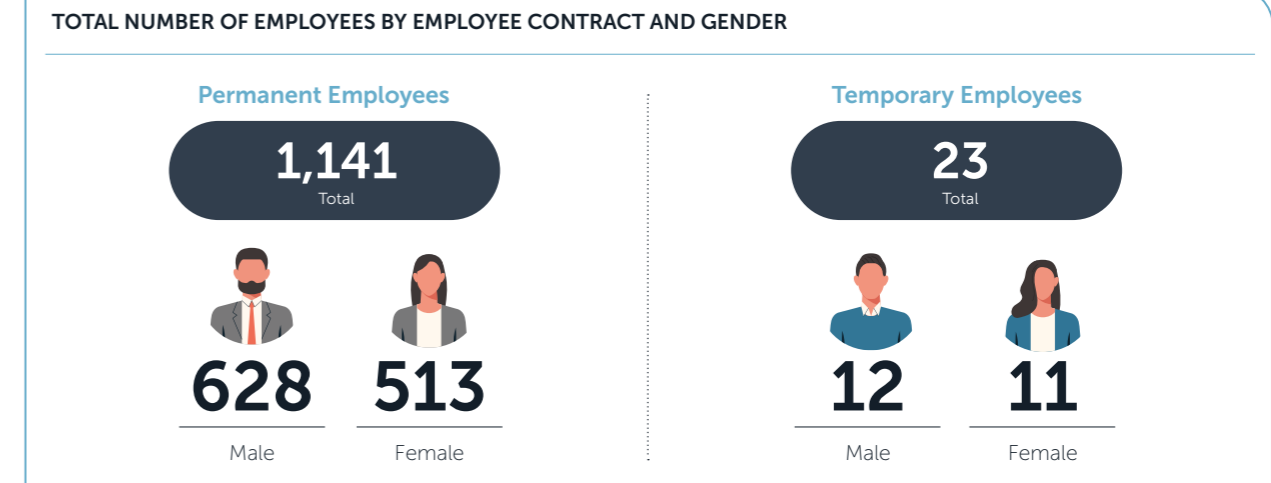 TOTAL NUMBER OF EMPLOYEES BY EMPLOYEE CONTRACT AND GENDER
Permanent Employees
1,141
Total
628
Male
513
Female
Temporary Employees
23
Total
12
Male
11
Female